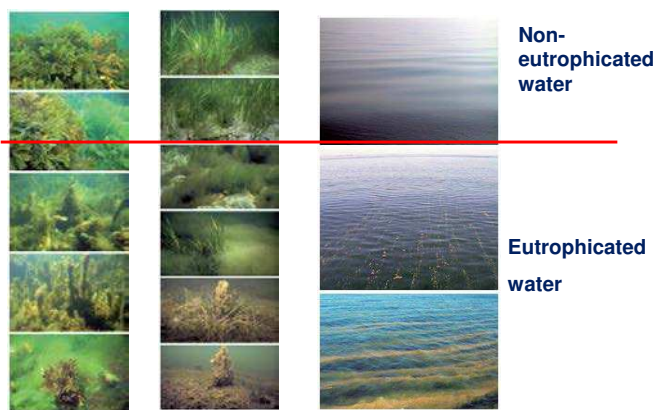 Non-
eutrophicated
water
Eutrophicated
water